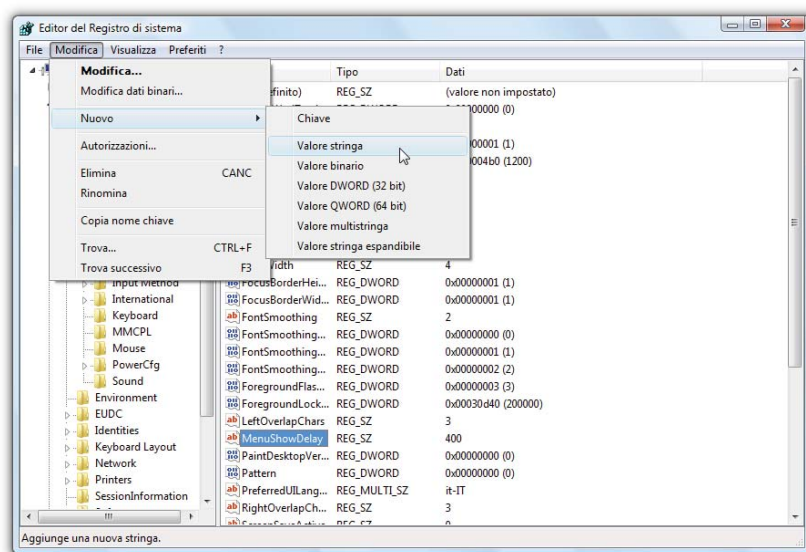 Editor del Registro di sistema
File Modifica Visualizza Preferiti ?
Tipo Dati
efinito) REG_SZ (valore non impostato)
Modifica...
Modifica dati binari...
Nuovo
Autorizzazioni...
Elimina CANC
Rinomina
Copia nome chiave
Trova... CTRL+F
Trova successivo F3
Chiave
Valore stringa
Valore binario
Valore DWORD (32 bit)
Valore QWORD (64 bit)
Valore multistringa
Valore stringa espandibile
(0)
00001 (1)
004b0 (1200)
REG_SZ 4
Input Method
International
Keyboard
MMCPL
Mouse
PowerCfg
Sound
Environment
EUDC
Identities
Keyboard Layout
Network
Printers
SessionInformation
FocusBorderHei... REG_DWORD 0x00000001 (1)
FocusBorderWid... REG_DWORD 0x00000001 (1)
FontSmoothing REG_SZ 2
FontSmoothing... REG_DWORD 0x00000000 (0)
FontSmoothing... REG_DWORD 0x00000001 (1)
FontSmoothing... REG_DWORD 0x00000002 (2)
ForegroundFlas... REG_DWORD 0x00000003 (3)
ForegroundLock... REG_DWORD 0x00030d40 (200000)
LeftOverlapChars REG_SZ 3
MenuShowDelay REG_SZ 400
PaintDesktopVer... REG_DWORD 0x00000000 (0)
Pattern REG_DWORD 0x00000000 (0)
PreferredUILang... REG_MULTI_SZ it-IT
RightOverlapCh... REG_SZ 3
Aggiunge una nuova stringa.